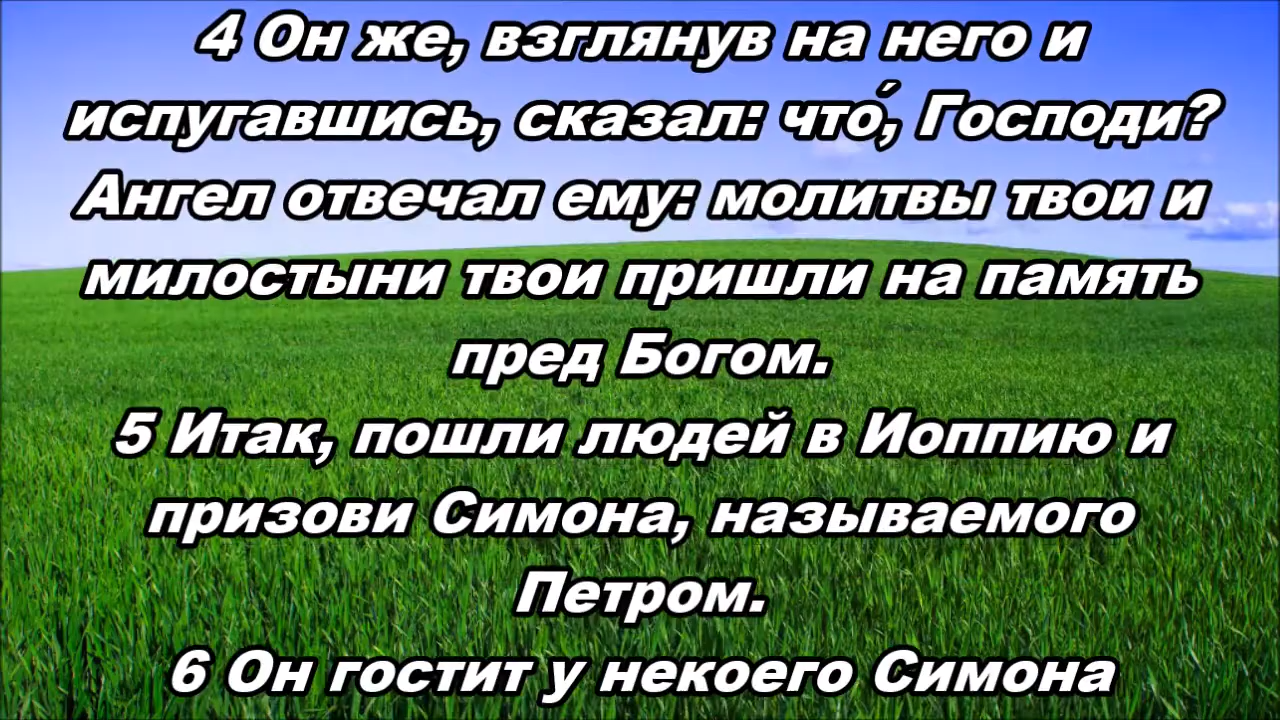 4 Он же, взглянув на него и
испугавшись, сказал: что́, Господи?
Ангел отвечал ему: молитвы твои и
милостыни твои пришли на память
пред Богом.
5 Итак, пошли людей в Иоппию и
призови Симона, называемого
Петром.
6 Он гостит у некоего Симона